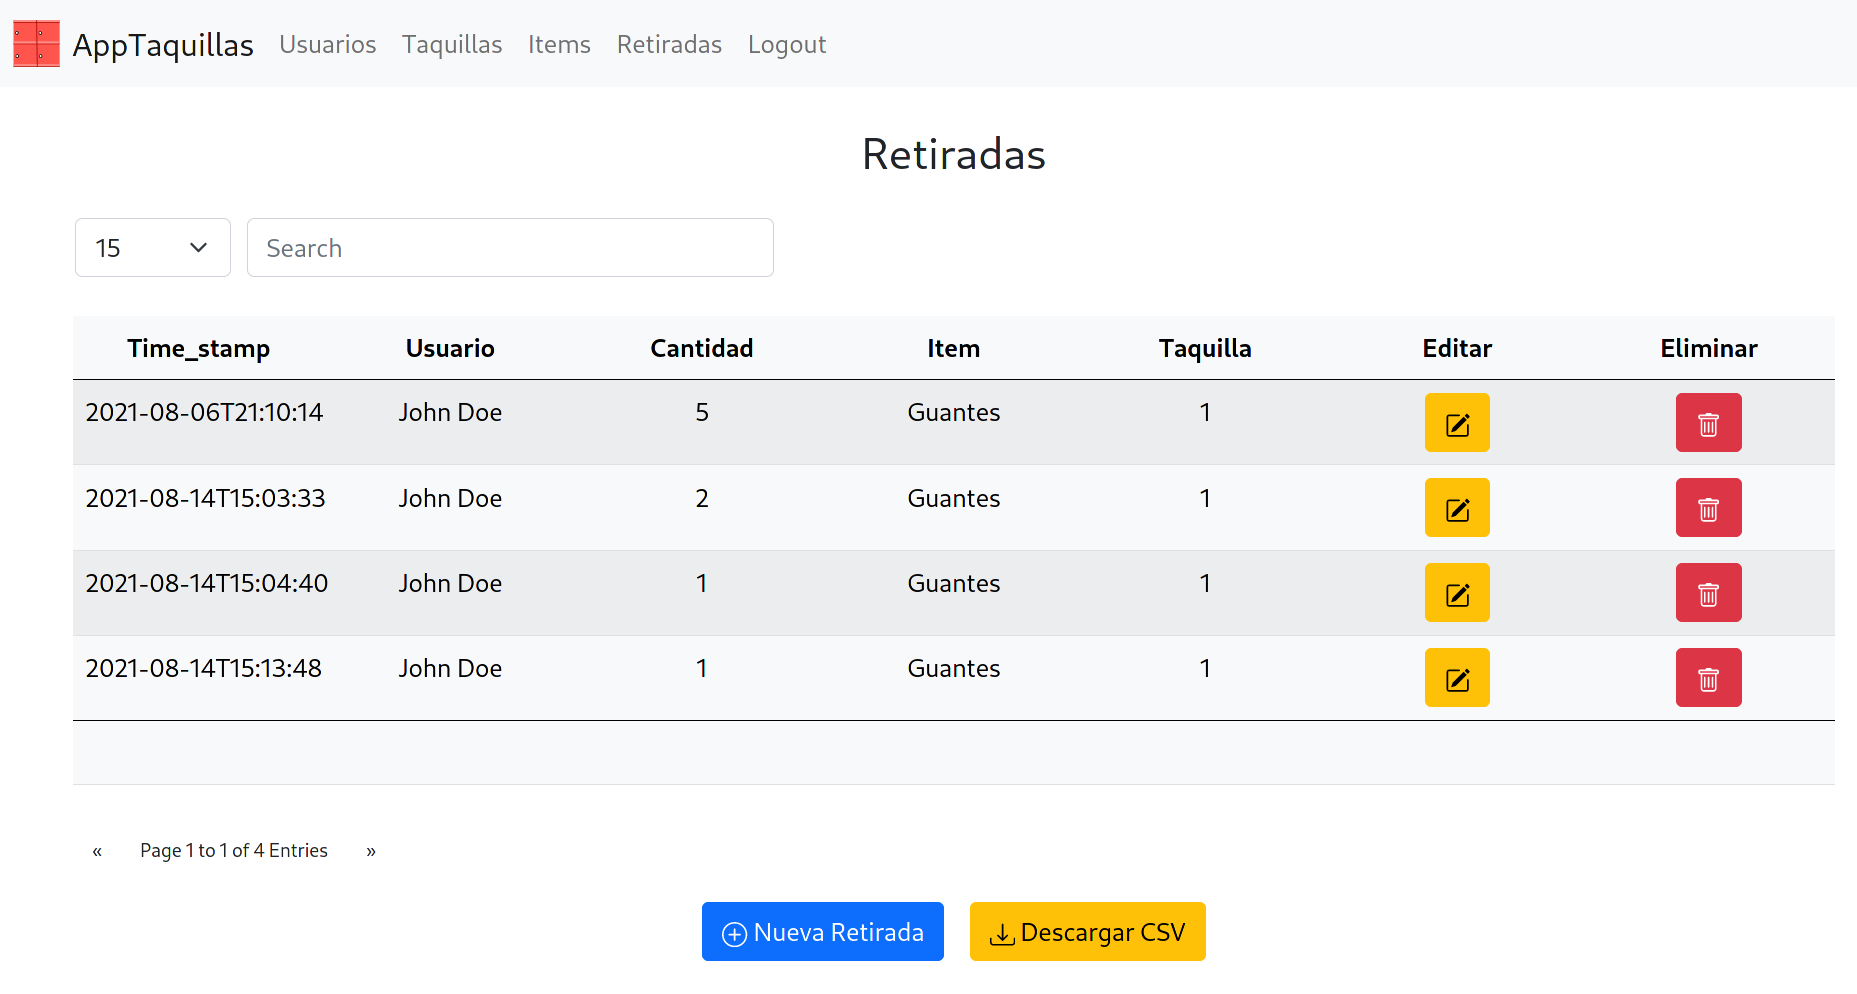 AppTaquillas Usuarios Taquillas Items Retiradas Logout
Retiradas
15 Search
Time_stamp Usuario Cantidad Item Taquilla Editar Eliminar
2021-08-06T21:10:14 John Doe 5 Guantes 1
2021-08-14T15:03:33 John Doe 2 Guantes 1
2021-08-14T15:04:40 John Doe 1 Guantes 1
2021-08-14T15:13:48 John Doe 1 Guantes 1
« Page 1 to 1 of 4 Entries »
Nueva Retirada Descargar CSV